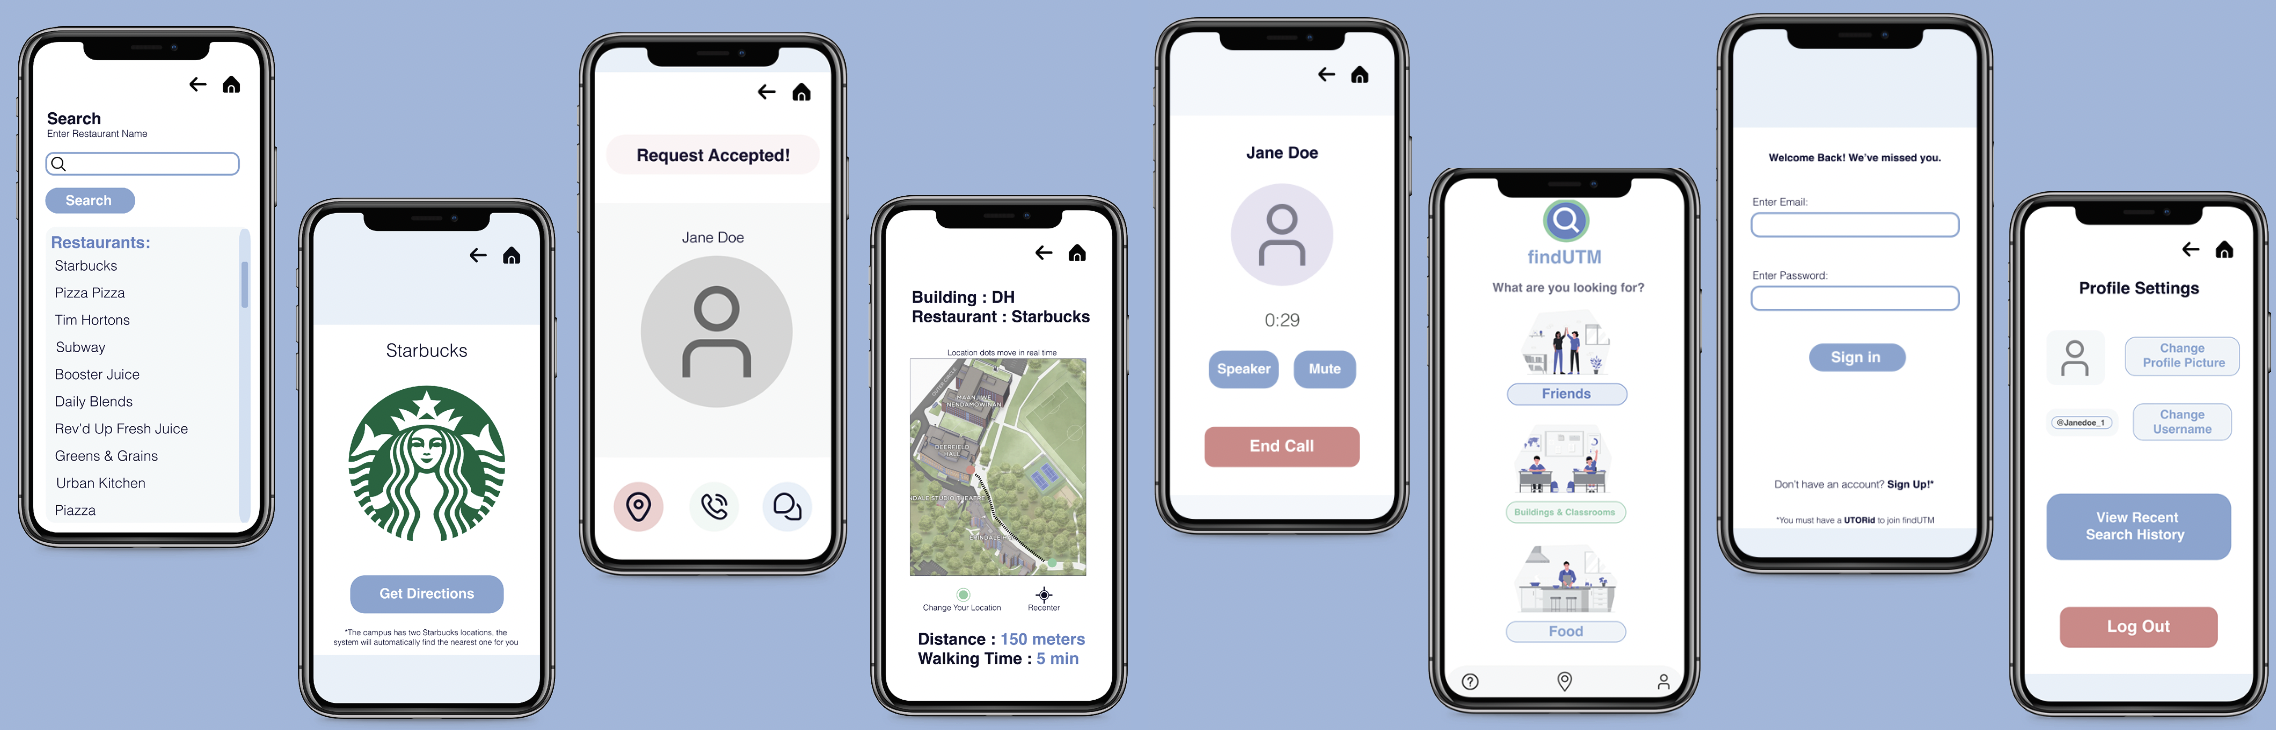 Search
Enter Restaurant Name
Search
Restaurants:
Starbucks
Pizza Pizza
Tim Hortons
Subway
Booster Juice
Daily Blends
Rev'd Up Fresh Juice
Greens & Grains
Urban Kitchen
Piazza
Starbucks
Get Directions
*The campus has two Starbucks locations, the
system will automatically find the nearest one for you
Request Accepted!
Jane Doe
Building : DH
Restaurant : Starbucks
Location dots move in real time
MAANJIWE
NENDAMOWINAN
DEERFIELD
HALL
NDALE STUDIO THEATRE
Change Your Location
Recenter
Distance : 150 meters
Walking Time : 5 min
Jane Doe
0:29
Speaker
Mute
End Call
findUTM
What are you looking for?
Friends
Buildings & Classrooms
Food
Welcome Back! We've missed you.
Enter Email:
Enter Password:
Sign in
Don't have an account? Sign Up!*
*You must have a UTORid to join findUTM
Profile Settings
Change
Profile Picture
@Janedoe_1
Change
Username
View Recent
Search History
Log Out